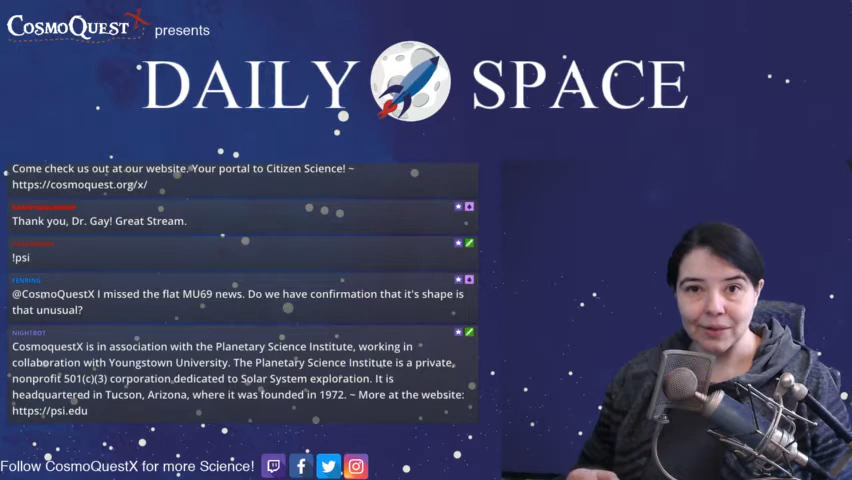 CosmoQuestX presents
DAILY SPACE
Come check us out at our website. Your portal to Citizen Science! ~
https://cosmoquest.org/x/
Thank you, Dr. Gay! Great Stream.
!psi
FENRING
@CosmoQuestX I missed the flat MU69 news. Do we have confirmation that it's shape is
that unusual?
NIGHTBOT
CosmoquestX is in association with the Planetary Science Institute, working in
collaboration with Youngstown University. The Planetary Science Institute is a private,
nonprofit 501(c)(3) corporation dedicated to Solar System exploration. It is
headquartered in Tucson, Arizona, where it was founded in 1972. ~ More at the website:
https://psi.edu
Follow CosmoQuestX for more Science!